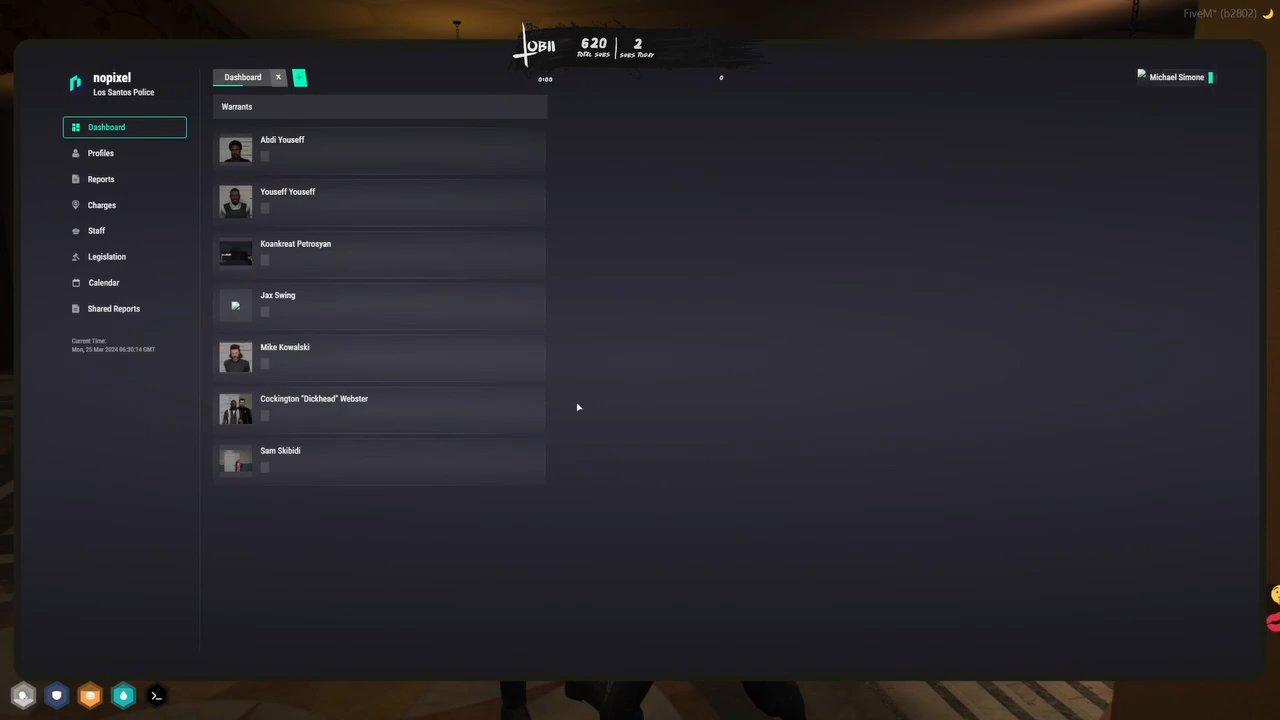 FiveM* (b2802)
TOBII
620
TOTAL SUBS
2
SUBS TODAY
0:00
0
nopixel
Los Santos Police
Dashboard
X
+
Michael Simone
Dashboard
Profiles
Reports
Charges
Staff
Legislation
Calendar
Shared Reports
Current Time:
Mon, 25 Mar 2024 06:30:14 GMT
Warrants
Abdi Youseff
Youseff Youseff
Koankreat Petrosyan
Jax Swing
Mike Kowalski
Cockington "Dickhead" Webster
Sam Skibidi